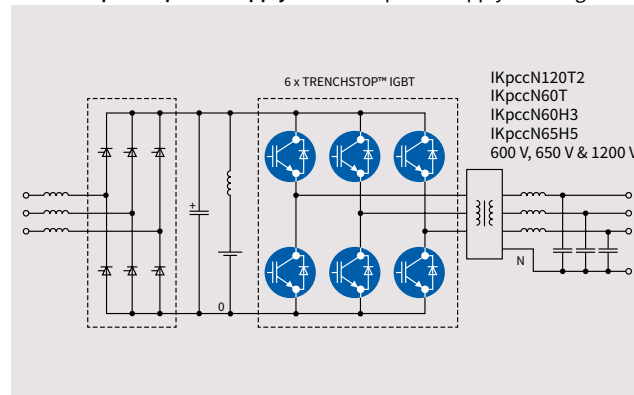 6 x TRENCHSTOP™ IGBT
IKpccN120T2
IKpccN60T
IKpccN60H3
IKpccN65H5
600 V, 650 V & 1200 V
+
0
N